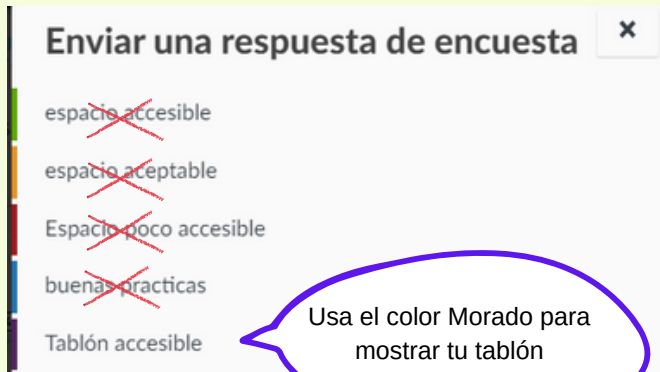 Enviar una respuesta de encuesta ×
espacio accesible
espacio aceptable
Espacio poco accesible
buenas practicas
Tablón accesible
Usa el color Morado para
mostrar tu tablón